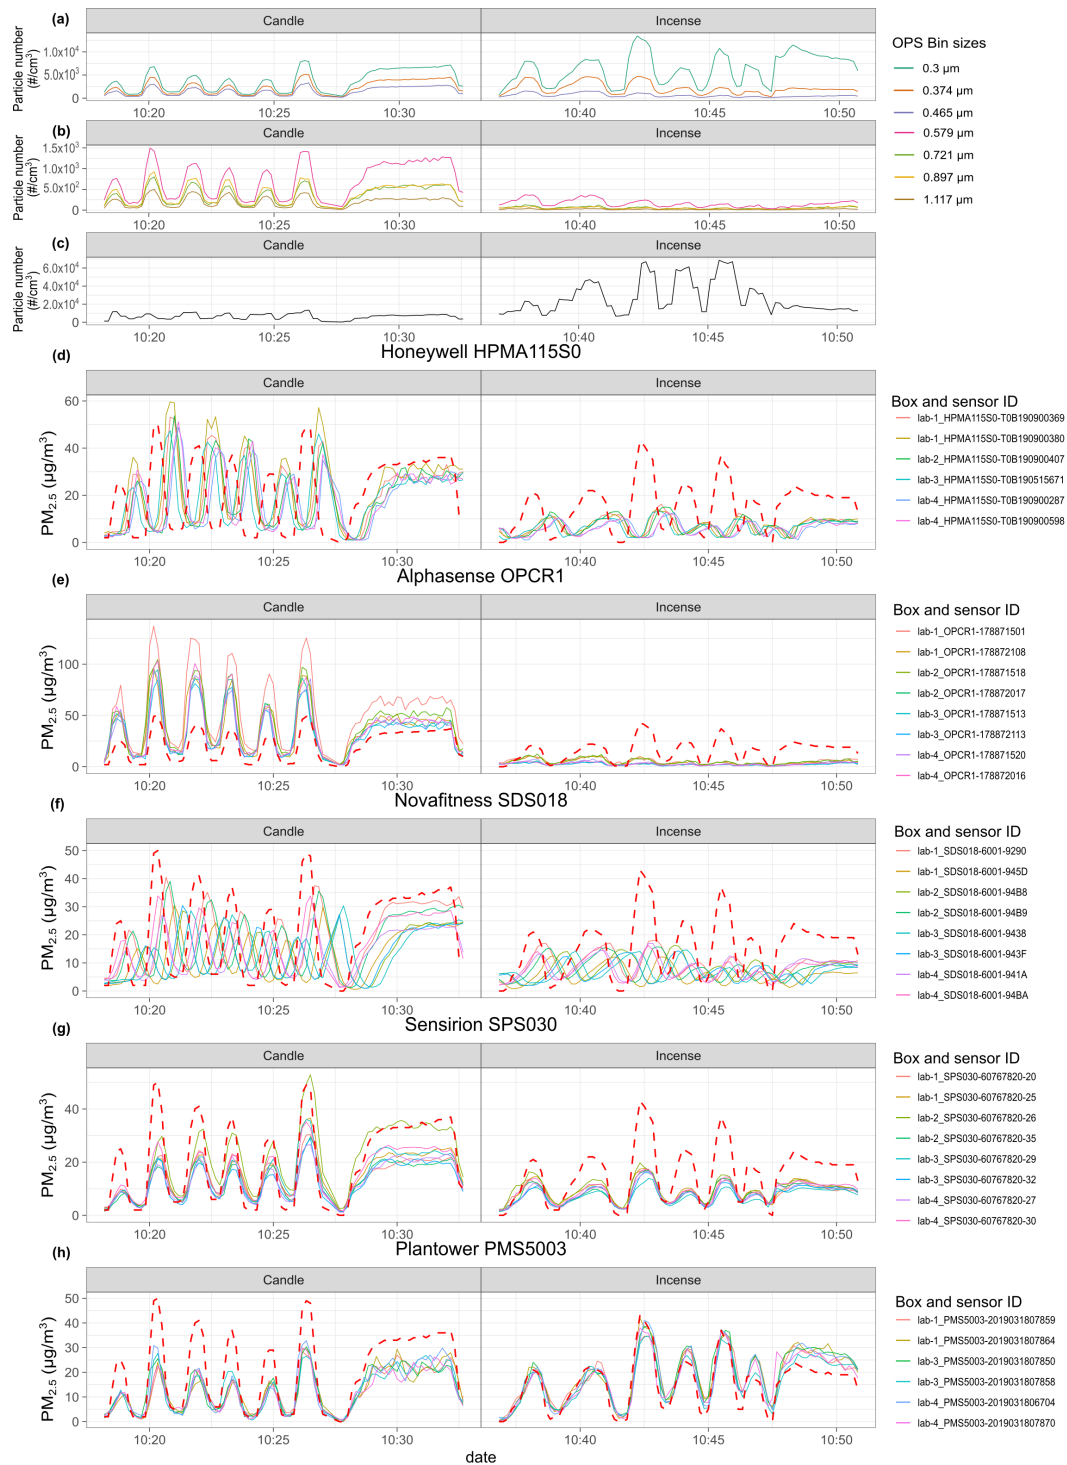 (a)
Candle
Incense
Particle number
(#/cm³)
1.0x10⁴
5.0x10³
0
10:20
10:25
10:30
10:40
10:45
10:50
OPS Bin sizes
0.3 µm
0.374 µm
0.465 µm
0.579 µm
0.721 µm
0.897 µm
1.117 µm
(b)
Candle
Incense
Particle number
(#/cm³)
1.5x10³
1.0x10³
5.0x10²
0
10:20
10:25
10:30
10:40
10:45
10:50
(c)
Candle
Incense
Particle number
(#/cm³)
6.0x10⁴
4.0x10⁴
2.0x10⁴
0
10:20
10:25
10:30
10:40
10:45
10:50
(d)
Honeywell HPMA115S0
Candle
Incense
PM2.5 (µg/m³)
60
40
20
0
10:20
10:25
10:30
10:40
10:45
10:50
Box and sensor ID
lab-1_HPMA115S0-T0B190900369
lab-1_HPMA115S0-T0B190900380
lab-2_HPMA115S0-T0B190900407
lab-3_HPMA115S0-T0B190515671
lab-4_HPMA115S0-T0B190900287
lab-4_HPMA115S0-T0B190900598
(e)
Alphasense OPCR1
Candle
Incense
PM2.5 (µg/m³)
100
50
0
10:20
10:25
10:30
10:40
10:45
10:50
Box and sensor ID
lab-1_OPCR1-178871501
lab-1_OPCR1-178872108
lab-2_OPCR1-178871518
lab-2_OPCR1-178872017
lab-3_OPCR1-178871513
lab-3_OPCR1-178872113
lab-4_OPCR1-178871520
lab-4_OPCR1-178872016
(f)
Novafitness SDS018
Candle
Incense
PM2.5 (µg/m³)
50
40
30
20
10
0
10:20
10:25
10:30
10:40
10:45
10:50
Box and sensor ID
lab-1_SDS018-6001-9290
lab-1_SDS018-6001-945D
lab-2_SDS018-6001-94B8
lab-2_SDS018-6001-94B9
lab-3_SDS018-6001-9438
lab-3_SDS018-6001-943F
lab-4_SDS018-6001-941A
lab-4_SDS018-6001-94BA
(g)
Sensirion SPS030
Candle
Incense
PM2.5 (µg/m³)
40
20
0
10:20
10:25
10:30
10:40
10:45
10:50
Box and sensor ID
lab-1_SPS030-60767820-20
lab-1_SPS030-60767820-25
lab-2_SPS030-60767820-26
lab-2_SPS030-60767820-35
lab-3_SPS030-60767820-29
lab-3_SPS030-60767820-32
lab-4_SPS030-60767820-27
lab-4_SPS030-60767820-30
(h)
Plantower PMS5003
Candle
Incense
PM2.5 (µg/m³)
50
40
30
20
10
0
10:20
10:25
10:30
10:40
10:45
10:50
date
Box and sensor ID
lab-1_PMS5003-2019031807859
lab-1_PMS5003-2019031807864
lab-3_PMS5003-2019031807850
lab-3_PMS5003-2019031807858
lab-4_PMS5003-2019031806704
lab-4_PMS5003-2019031807870